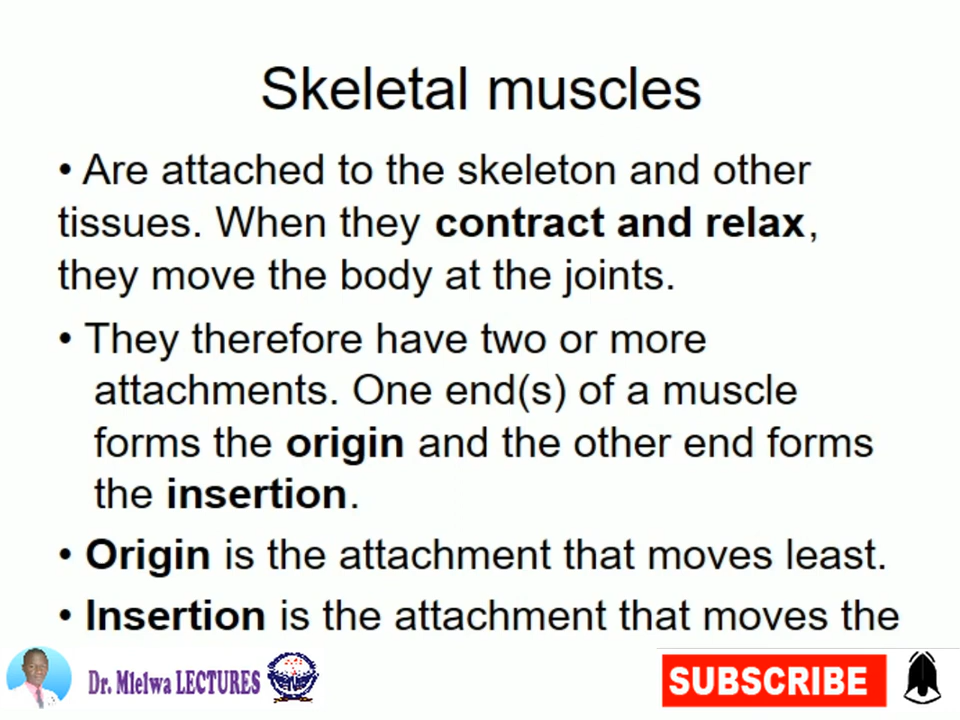 Skeletal muscles
• Are attached to the skeleton and other
tissues. When they contract and relax,
they move the body at the joints.
• They therefore have two or more
attachments. One end(s) of a muscle
forms the origin and the other end forms
the insertion.
• Origin is the attachment that moves least.
• Insertion is the attachment that moves the
Dr. Mlelwa LECTURES
SUBSCRIBE